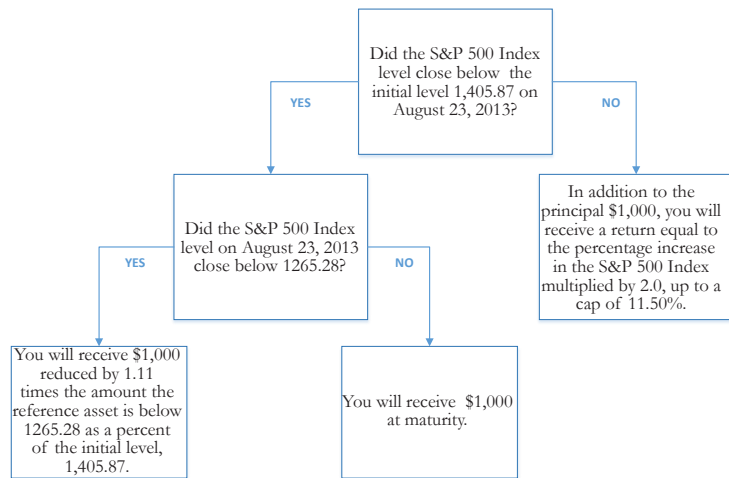 Did the S&P 500 Index
level close below the
initial level 1,405.87 on
August 23, 2013?
YES
NO
Did the S&P 500 Index
level on August 23, 2013
close below 1265.28?
In addition to the
principal $1,000, you will
receive a return equal to
the percentage increase
in the S&P 500 Index
multiplied by 2.0, up to a
cap of 11.50%.
YES
NO
You will receive $1,000
reduced by 1.11
times the amount the
reference asset is below
1265.28 as a percent
of the initial level,
1,405.87.
You will receive $1,000
at maturity.